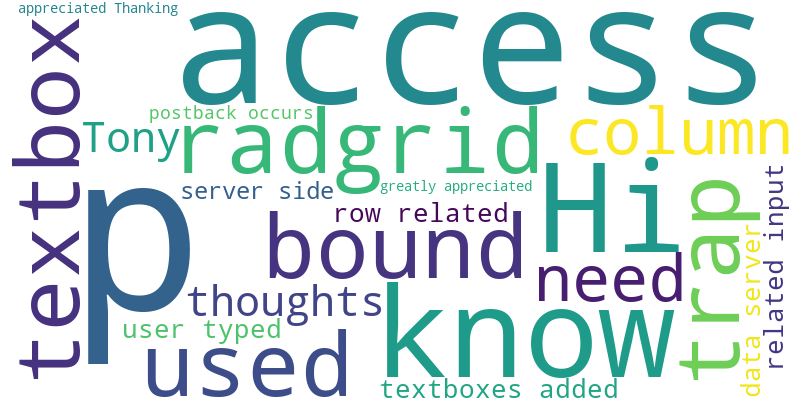 appreciated Thanking
access
textbox
postback occurs
Tony
radgrid
column
p
server side
greatly appreciated
Hi
related input
row related
trap
bound
data server
need
thoughts
know
user typed
used
textboxes added